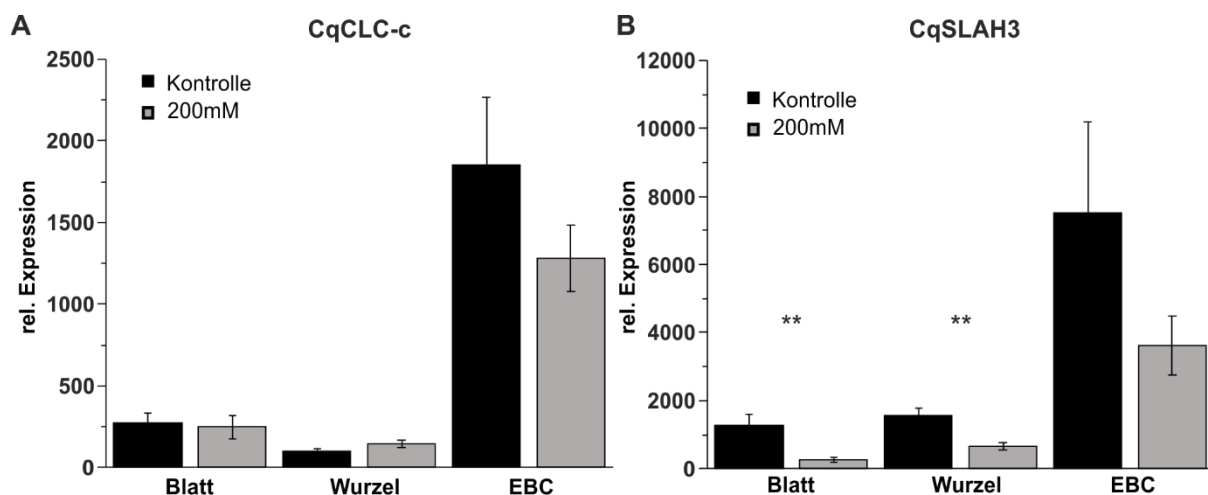 A
CqCLC-c
rel. Expression
2500
2000
1500
1000
500
0
Kontrolle
200mM
Blatt
Wurzel
EBC
B
CqSLAH3
rel. Expression
12000
10000
8000
6000
4000
2000
0
Kontrolle
200mM
**
**
Blatt
Wurzel
EBC